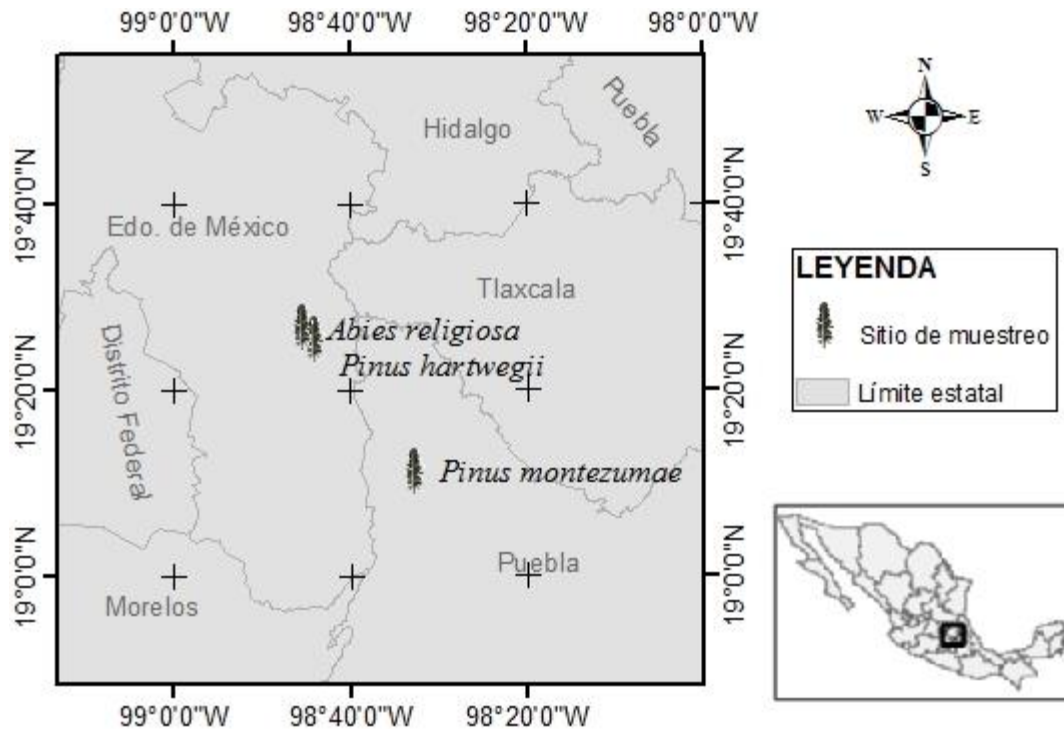 99°0'0"W 98°40'0"W 98°20'0"W 98°0'0"W
N
W E
S
Puebla
Hidalgo
19°40'0"N 19°40'0"N
Edo. de México
LEYENDA
Tlaxcala
Sitio de muestreo
Abies religiosa
Pinus hartwegii
Distrito Federal
19°20'0"N 19°20'0"N
Límite estatal
Pinus montezumae
Puebla
19°0'0"N 19°0'0"N
Morelos
99°0'0"W 98°40'0"W 98°20'0"W 98°0'0"W